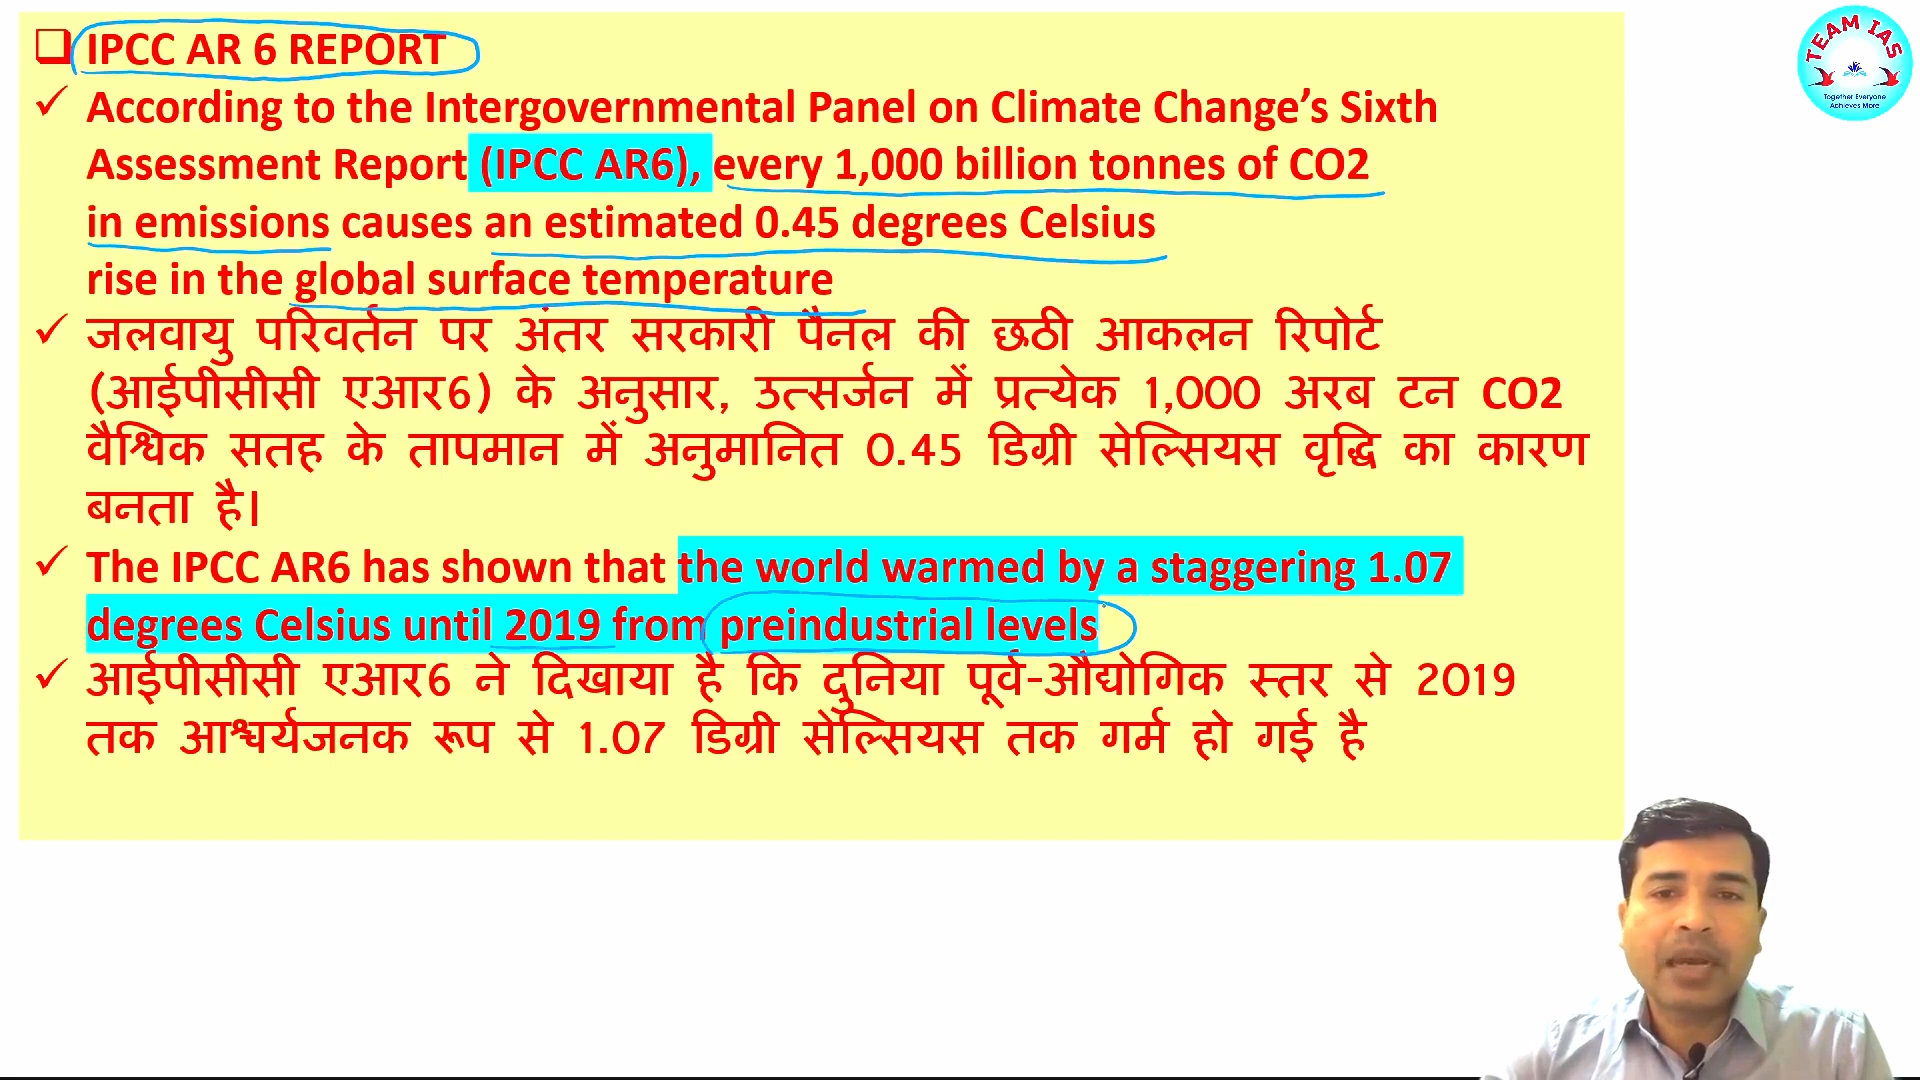 IPCC AR 6 REPORT
According to the Intergovernmental Panel on Climate Change’s Sixth
Assessment Report (IPCC AR6), every 1,000 billion tonnes of CO2
in emissions causes an estimated 0.45 degrees Celsius
rise in the global surface temperature
जलवायु परिवर्तन पर अंतर सरकारी पैनल की छठी आकलन रिपोर्ट
(आईपीसीसी एआर6) के अनुसार, उत्सर्जन में प्रत्येक 1,000 अरब टन CO2
वैश्विक सतह के तापमान में अनुमानित 0.45 डिग्री सेल्सियस वृद्धि का कारण
बनता है।
The IPCC AR6 has shown that the world warmed by a staggering 1.07
degrees Celsius until 2019 from preindustrial levels
आईपीसीसी एआर6 ने दिखाया है कि दुनिया पूर्व-औद्योगिक स्तर से 2019
तक आश्चर्यजनक रूप से 1.07 डिग्री सेल्सियस तक गर्म हो गई है
TEAM IAS
Together Everyone
Achieves More